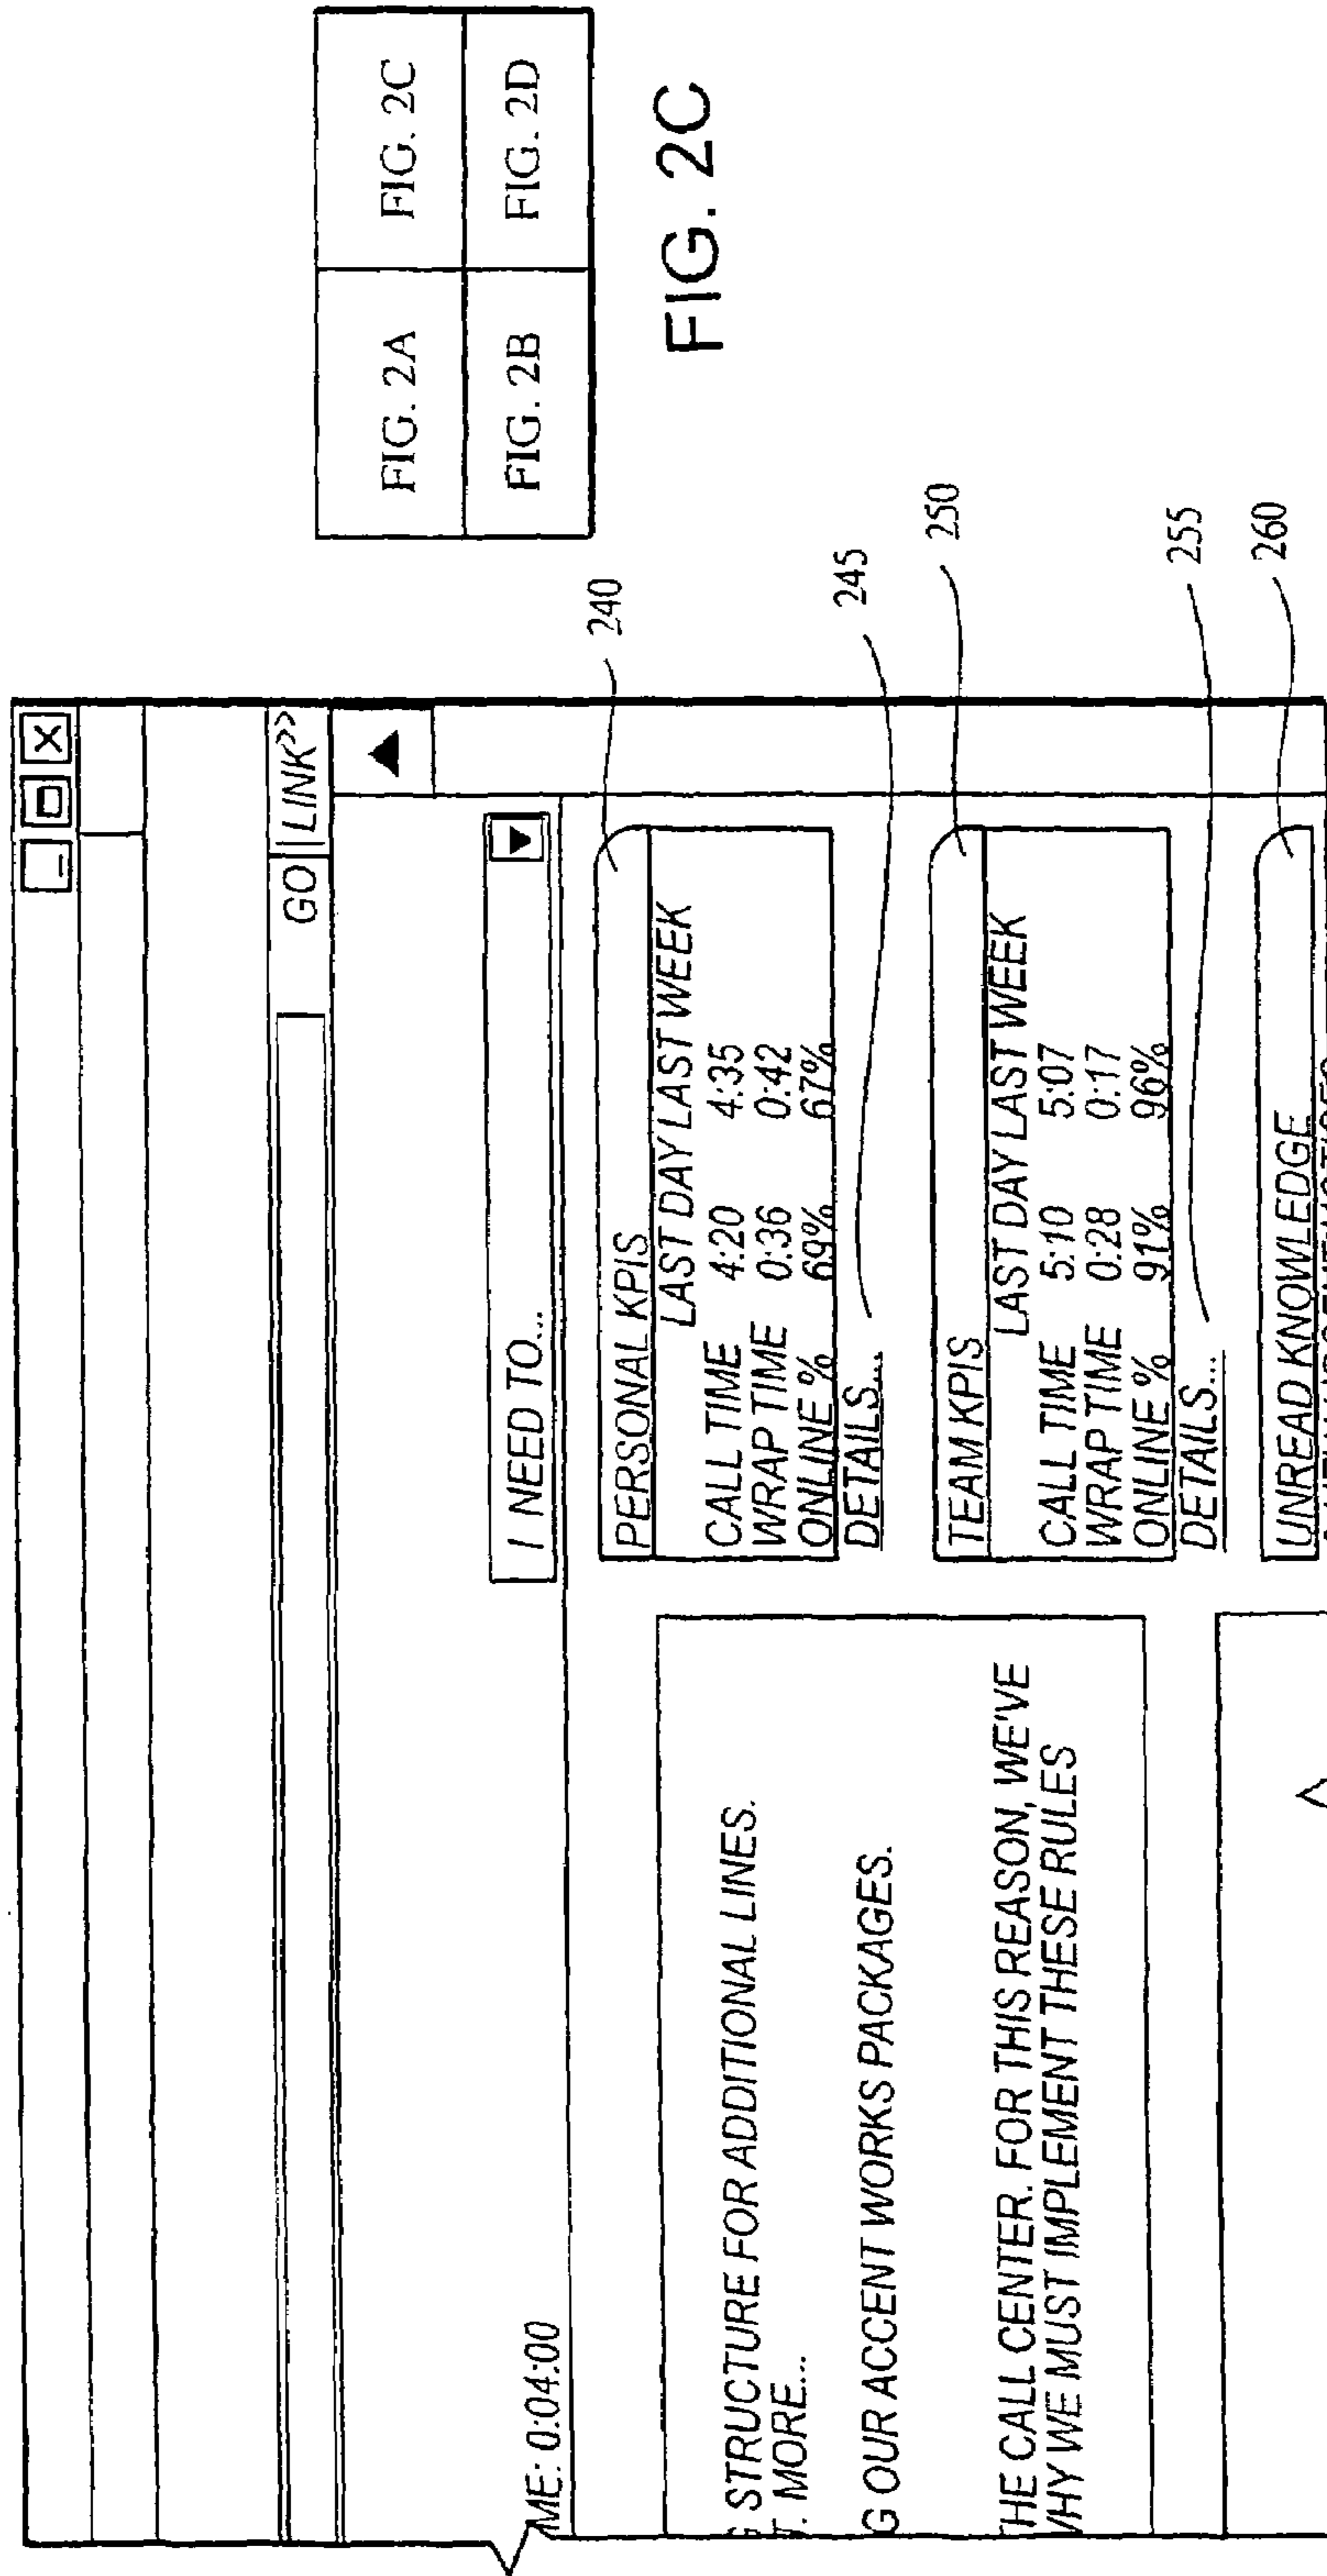 GO LINK>>
ME: 0:04:00
I NEED TO...
G STRUCTURE FOR ADDITIONAL LINES.
T. MORE...
G OUR ACCENT WORKS PACKAGES.
THE CALL CENTER. FOR THIS REASON, WE'VE
WHY WE MUST IMPLEMENT THESE RULES
PERSONAL KPIS
LAST DAY LAST WEEK
CALL TIME 4:20 4:35
WRAP TIME 0:36 0:42
ONLINE % 69% 67%
DETAILS...
TEAM KPIS
LAST DAY LAST WEEK
CALL TIME 5:10 5:07
WRAP TIME 0:28 0:17
ONLINE % 91% 96%
DETAILS...
UNREAD KNOWLEDGE
240
245
250
255
260
FIG. 2A FIG. 2C
FIG. 2B FIG. 2D
FIG. 2C